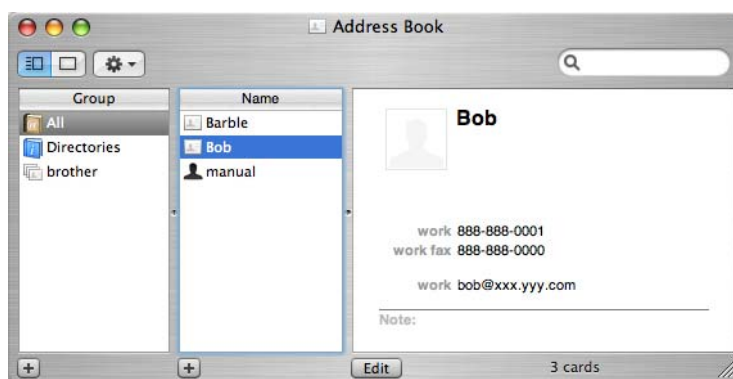 Address Book
Group
All
Directories
brother
Name
Barble
Bob
manual
Bob
work 888-888-0001
work fax 888-888-0000
work bob@xxx.yyy.com
Note:
Edit
3 cards